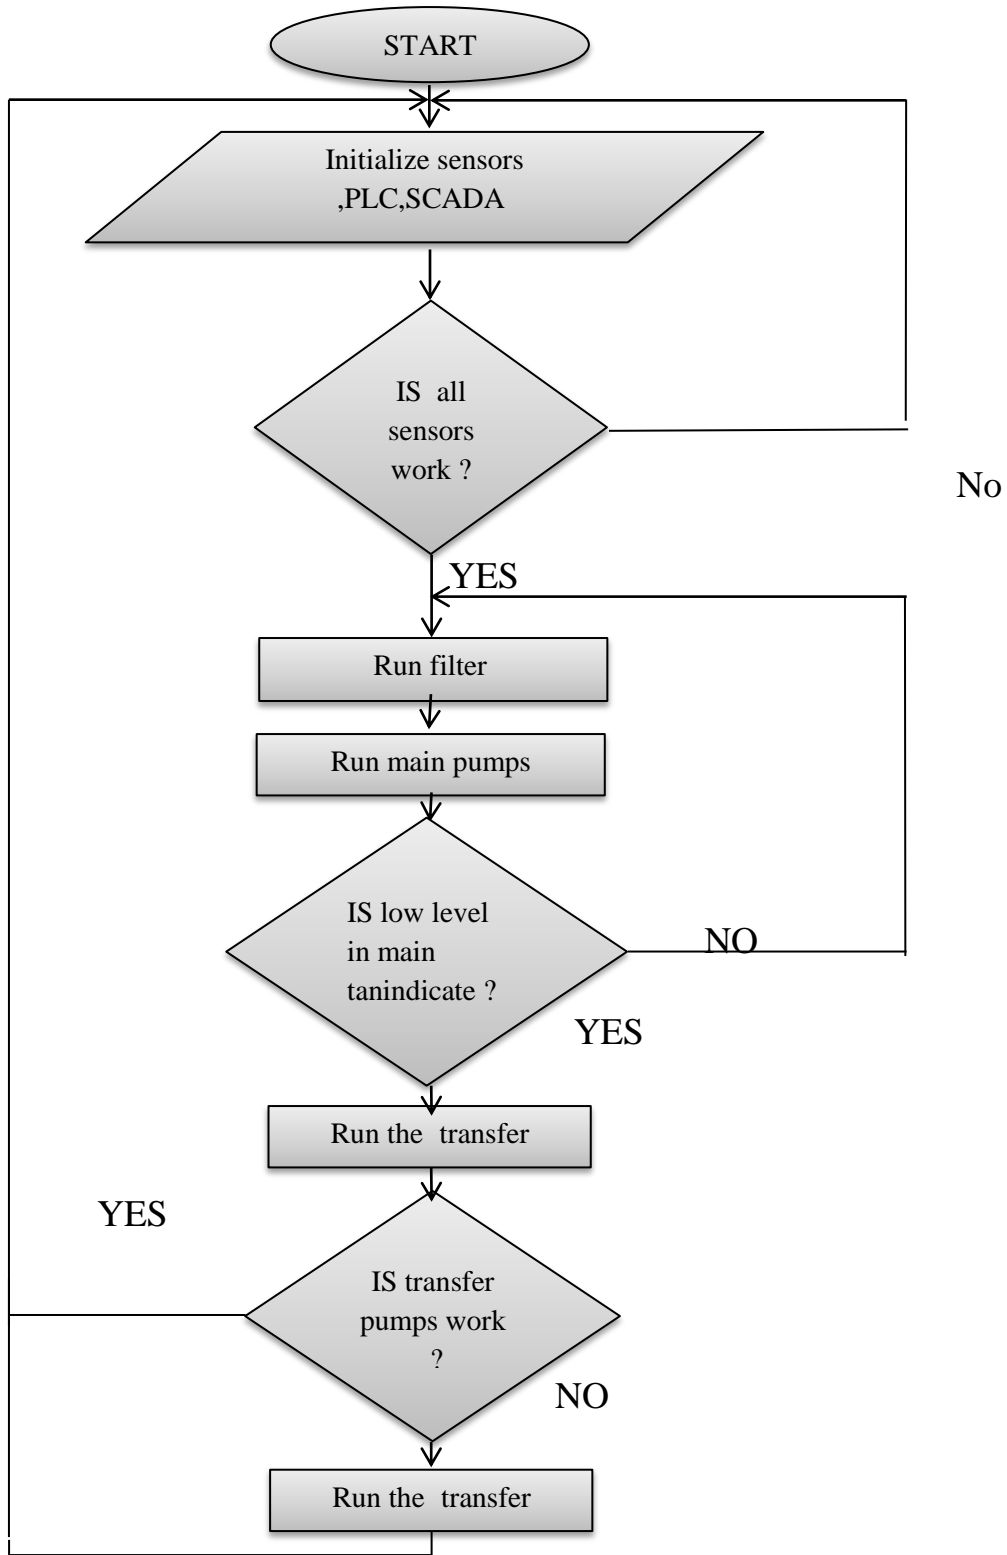 START
Initialize sensors
,PLC,SCADA
IS all
sensors
work ?
No
YES
Run filter
Run main pumps
IS low level
in main
tanindicate ?
NO
YES
Run the transfer
YES
IS transfer
pumps work
?
NO
Run the transfer